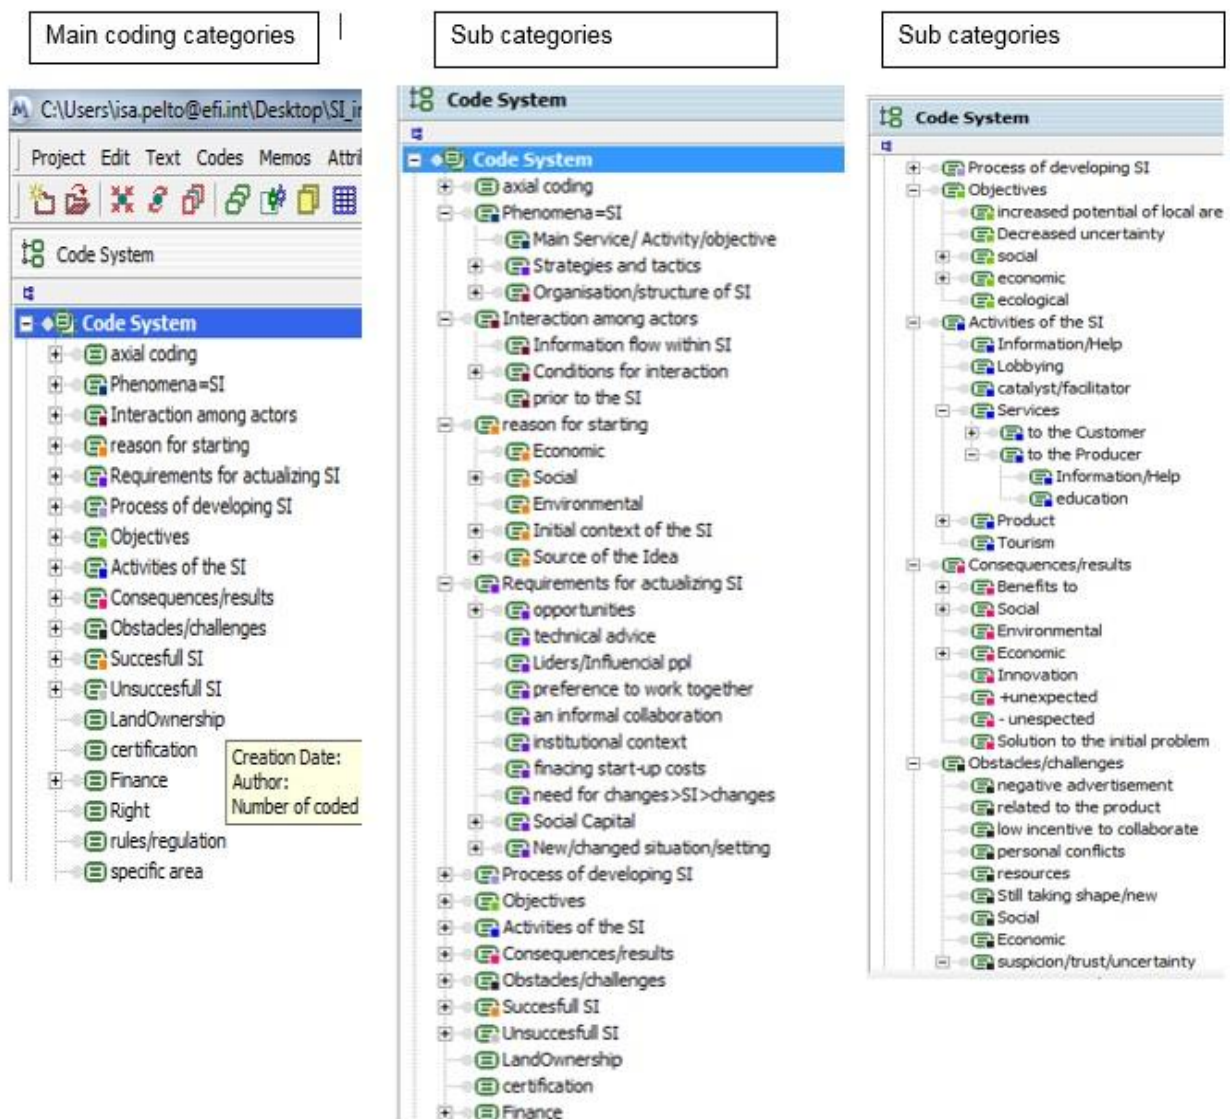 Main coding categories
C:\Users\isa.pelto@efi.int\Desktop\SI_ir
Project Edit Text Codes Memos Attri
Code System
Code System
axial coding
Phenomena=SI
Interaction among actors
reason for starting
Requirements for actualizing SI
Process of developing SI
Objectives
Activities of the SI
Consequences/results
Obstacles/challenges
Succesfull SI
Unsuccesfull SI
LandOwnership
certification
Creation Date:
Author:
Number of coded
Finance
Right
rules/regulation
specific area
Sub categories
Code System
Code System
axial coding
Phenomena=SI
Main Service/ Activity/objective
Strategies and tactics
Organisation/structure of SI
Interaction among actors
Information flow within SI
Conditions for interaction
prior to the SI
reason for starting
Economic
Social
Environmental
Initial context of the SI
Source of the Idea
Requirements for actualizing SI
opportunities
technical advice
Liders/Influencial ppl
preference to work together
an informal collaboration
institutional context
finacing start-up costs
need for changes>SI>changes
Social Capital
New/changed situation/setting
Process of developing SI
Objectives
Activities of the SI
Consequences/results
Obstacles/challenges
Succesfull SI
Unsuccesfull SI
LandOwnership
certification
Finance
Sub categories
Code System
Process of developing SI
Objectives
increased potential of local are
Decreased uncertainty
social
economic
ecological
Activities of the SI
Information/Help
Lobbying
catalyst/facilitator
Services
to the Customer
to the Producer
Information/Help
education
Product
Tourism
Consequences/results
Benefits to
Social
Environmental
Economic
Innovation
+unexpected
- unespected
Solution to the initial problem
Obstacles/challenges
negative advertisement
related to the product
low incentive to collaborate
personal conflicts
resources
Still taking shape/new
Social
Economic
suspicion/trust/uncertainty